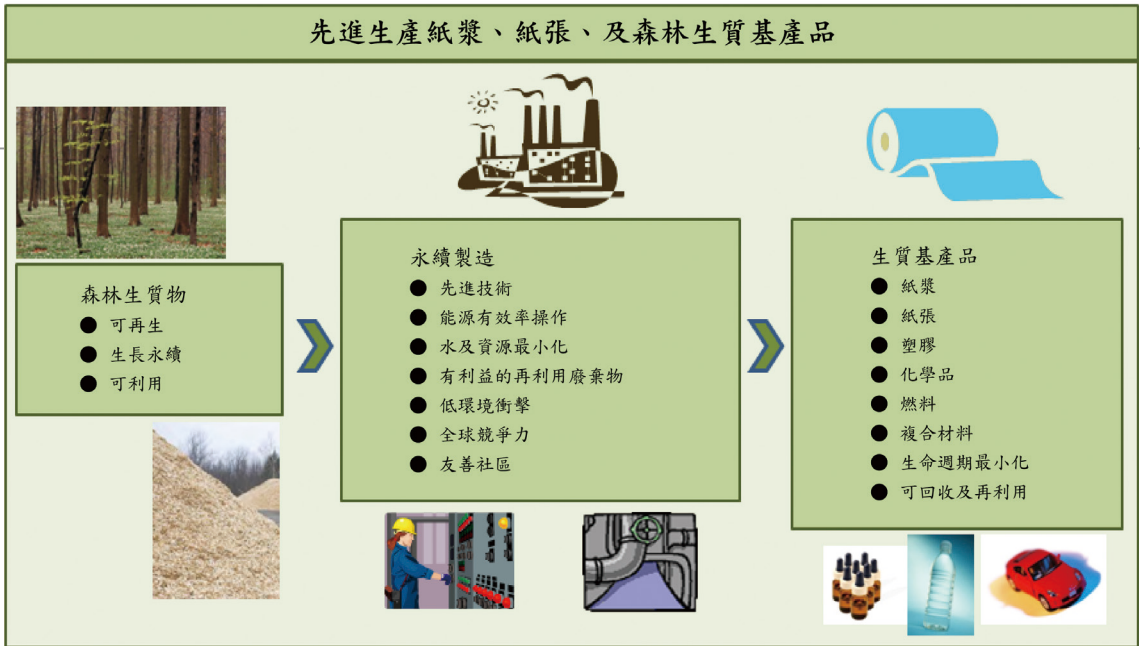 先進生產紙漿、紙張、及森林生質基產品
森林生質物
● 可再生
● 生長永續
● 可利用
永續製造
● 先進技術
● 能源有效率操作
● 水及資源最小化
● 有利益的再利用廢棄物
● 低環境衝擊
● 全球競爭力
● 友善社區
生質基產品
● 紙漿
● 紙張
● 塑膠
● 化學品
● 燃料
● 複合材料
● 生命週期最小化
● 可回收及再利用